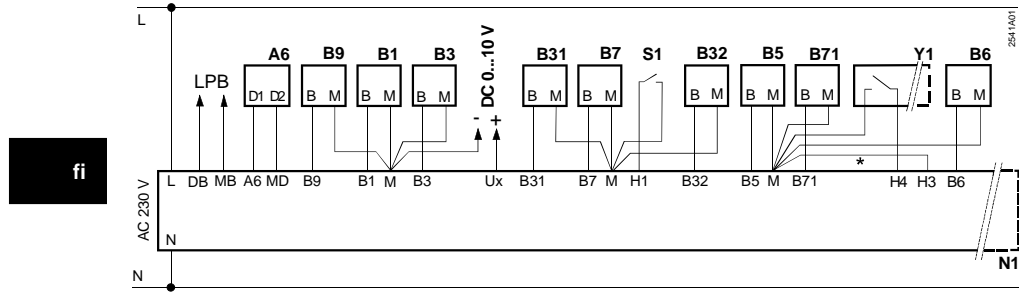 L
2541A01
A6 B9 B1 B3 DC 0...10 V B31 B7 S1 B32 B5 B71 Y1 B6
LPB
D1 D2 B M B M B M B M B M B M B M B M B M
- +
fi
*
L DB MB A6 MD B9 B1 M B3 Ux B31 B7 M H1 B32 B5 M B71 H4 H3 B6
AC 230 V
N
N1
N